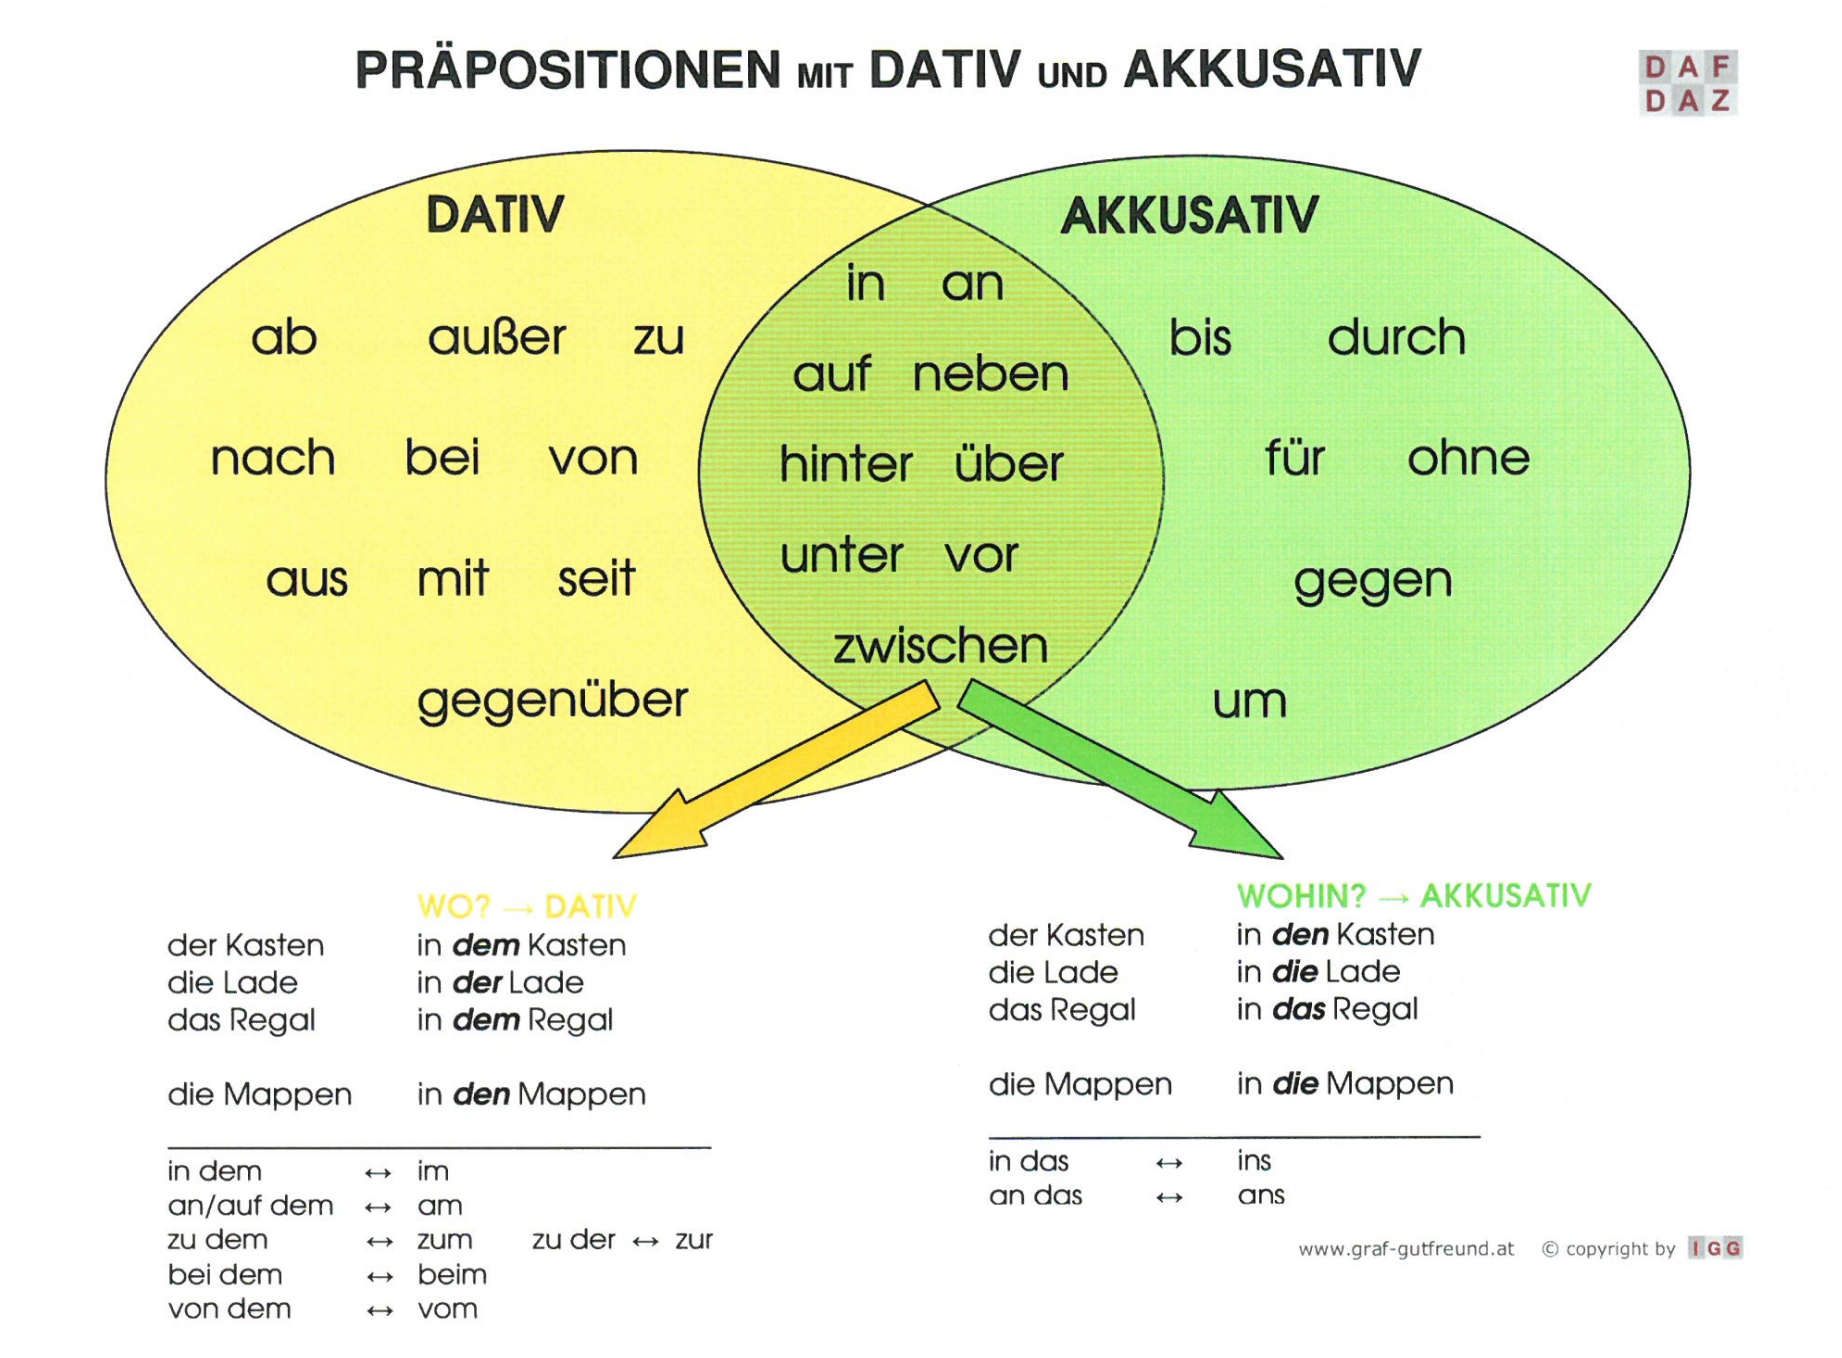 PRÄPOSITIONEN MIT DATIV UND AKKUSATIV
DAF
DAZ
DATIV
ab außer zu
nach bei von
aus mit seit
gegenüber
in an
auf neben
hinter über
unter vor
zwischen
AKKUSATIV
bis durch
für ohne
gegen
um
WO? → DATIV
der Kasten in dem Kasten
die Lade in der Lade
das Regal in dem Regal
die Mappen in den Mappen
in dem ↔ im
an/auf dem ↔ am
zu dem ↔ zum zu der ↔ zur
bei dem ↔ beim
von dem ↔ vom
WOHIN? → AKKUSATIV
der Kasten in den Kasten
die Lade in die Lade
das Regal in das Regal
die Mappen in die Mappen
in das ↔ ins
an das ↔ ans
www.graf-gutfreund.at © copyright by IGG